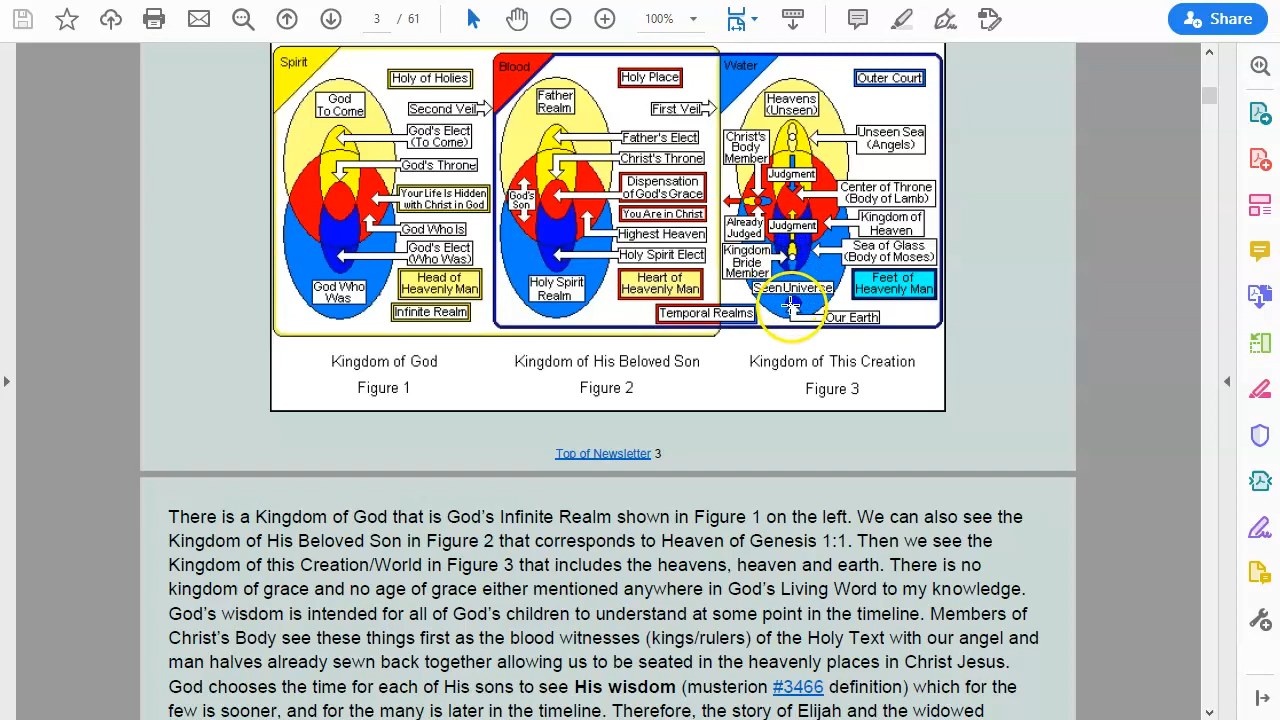 3 / 61
100%
Share
Spirit
Holy of Holies
God
To Come
Second Veil
God's Elect
(To Come)
God's Throne
Your Life Is Hidden
with Christ in God
God Who Is
God's Elect
(Who Was)
God Who
Was
Head of
Heavenly Man
Infinite Realm
Blood
Holy Place
Father
Realm
First Veil
Father's Elect
Christ's Throne
Dispensation
of God's Grace
God's
Son
You Are in Christ
Highest Heaven
Holy Spirit Elect
Holy Spirit
Realm
Heart of
Heavenly Man
Temporal Realms
Water
Outer Court
Heavens
(Unseen)
Christ's
Body
Member
Unseen Sea
(Angels)
Judgment
Center of Throne
(Body of Lamb)
Already
Judged
Judgment
Kingdom of
Heaven
Kingdom
Bride
Member
Sea of Glass
(Body of Moses)
Seen Universe
Feet of
Heavenly Man
Our Earth
Kingdom of God
Figure 1
Kingdom of His Beloved Son
Figure 2
Kingdom of This Creation
Figure 3
Top of Newsletter 3
There is a Kingdom of God that is God's Infinite Realm shown in Figure 1 on the left. We can also see the
Kingdom of His Beloved Son in Figure 2 that corresponds to Heaven of Genesis 1:1. Then we see the
Kingdom of this Creation/World in Figure 3 that includes the heavens, heaven and earth. There is no
kingdom of grace and no age of grace either mentioned anywhere in God's Living Word to my knowledge.
God's wisdom is intended for all of God's children to understand at some point in the timeline. Members of
Christ's Body see these things first as the blood witnesses (kings/rulers) of the Holy Text with our angel and
man halves already sewn back together allowing us to be seated in the heavenly places in Christ Jesus.
God chooses the time for each of His sons to see His wisdom (musterion #3466 definition) which for the
few is sooner, and for the many is later in the timeline. Therefore, the story of Elijah and the widowed